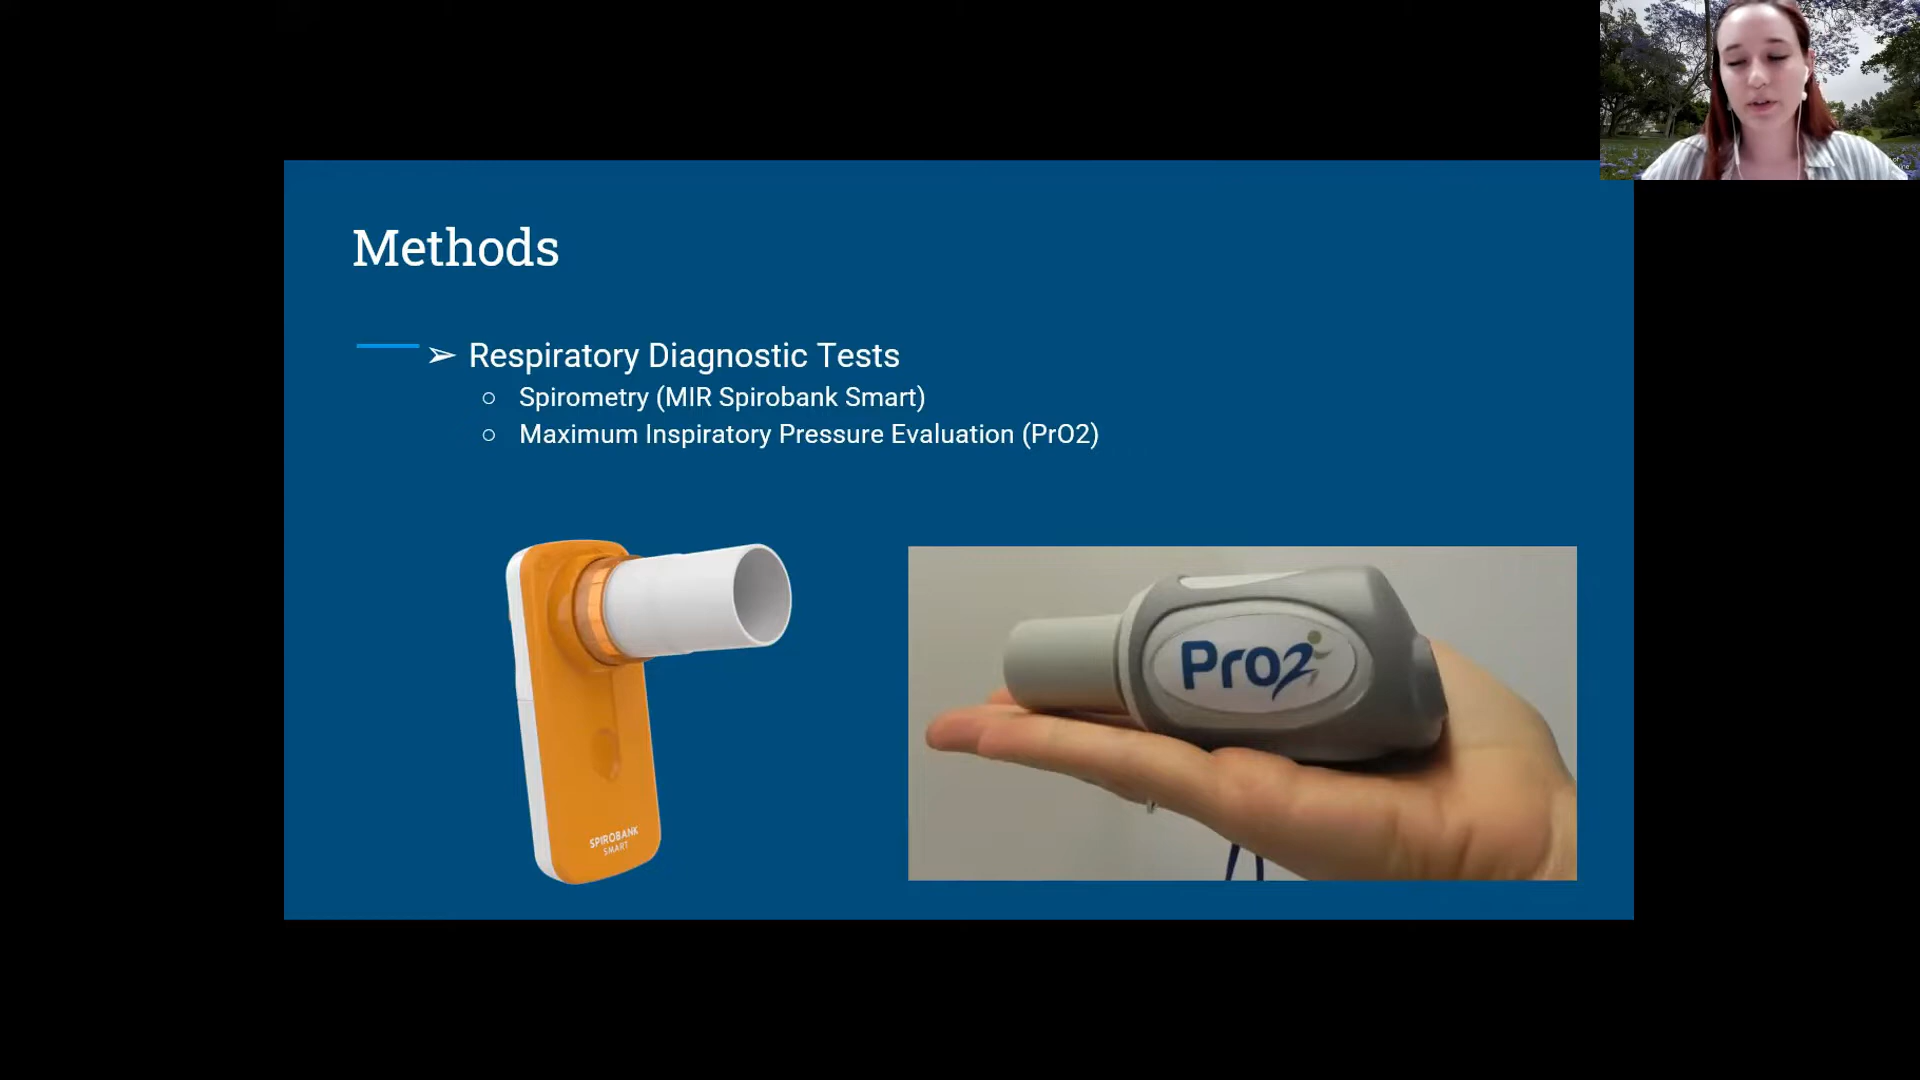 Methods
➢ Respiratory Diagnostic Tests
○ Spirometry (MIR Spirobank Smart)
○ Maximum Inspiratory Pressure Evaluation (PrO2)
SPIROBANK
SMART
Pro2